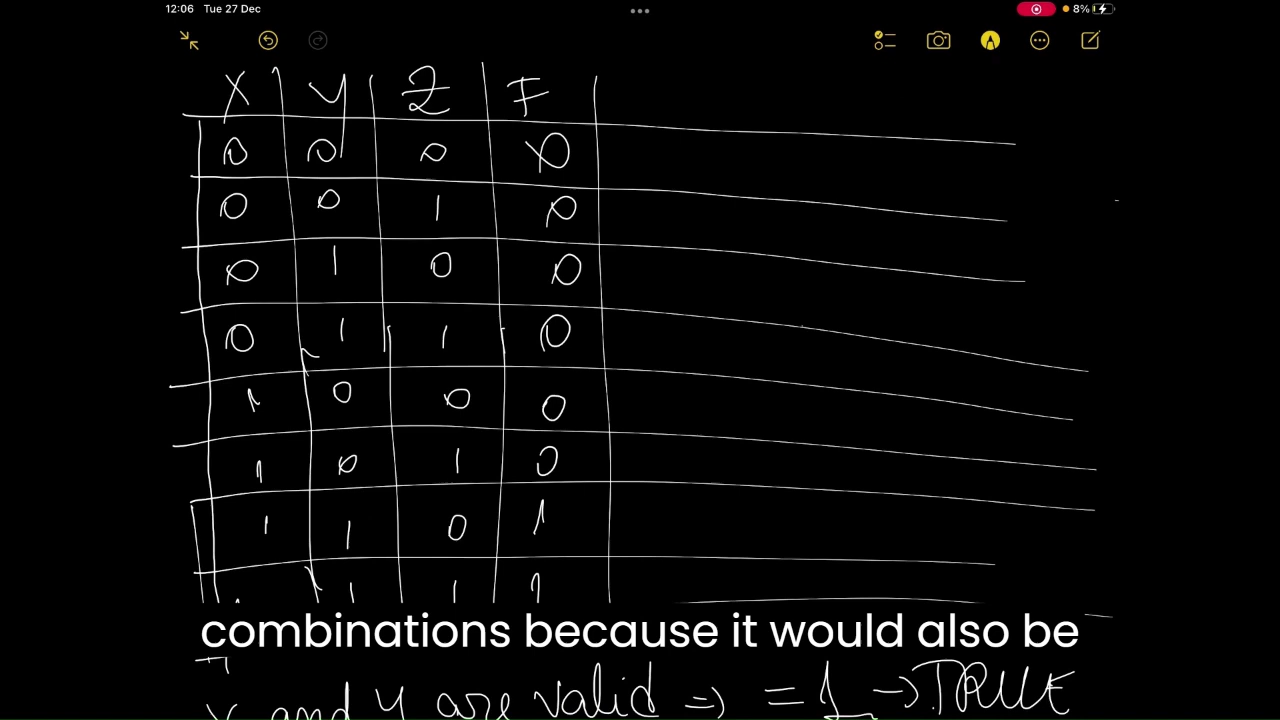 12:06 Tue 27 Dec 8%
X Y Z F
0 0 0 0
0 0 1 0
0 1 0 0
0 1 1 0
1 0 0 0
1 0 1 0
1 1 0 1
1 1 1 1
combinations because it would also be
X and Y are valid => = 1 → TRUE